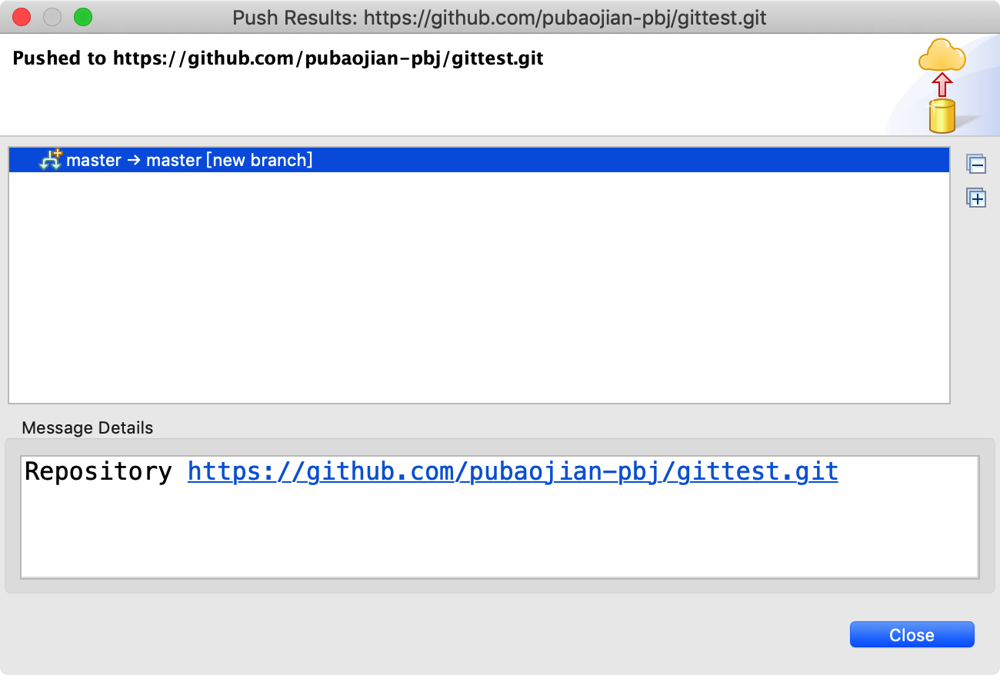 Push Results: https://github.com/pubaojian-pbj/gittest.git
Pushed to https://github.com/pubaojian-pbj/gittest.git
master → master [new branch]
Message Details
Repository https://github.com/pubaojian-pbj/gittest.git
Close